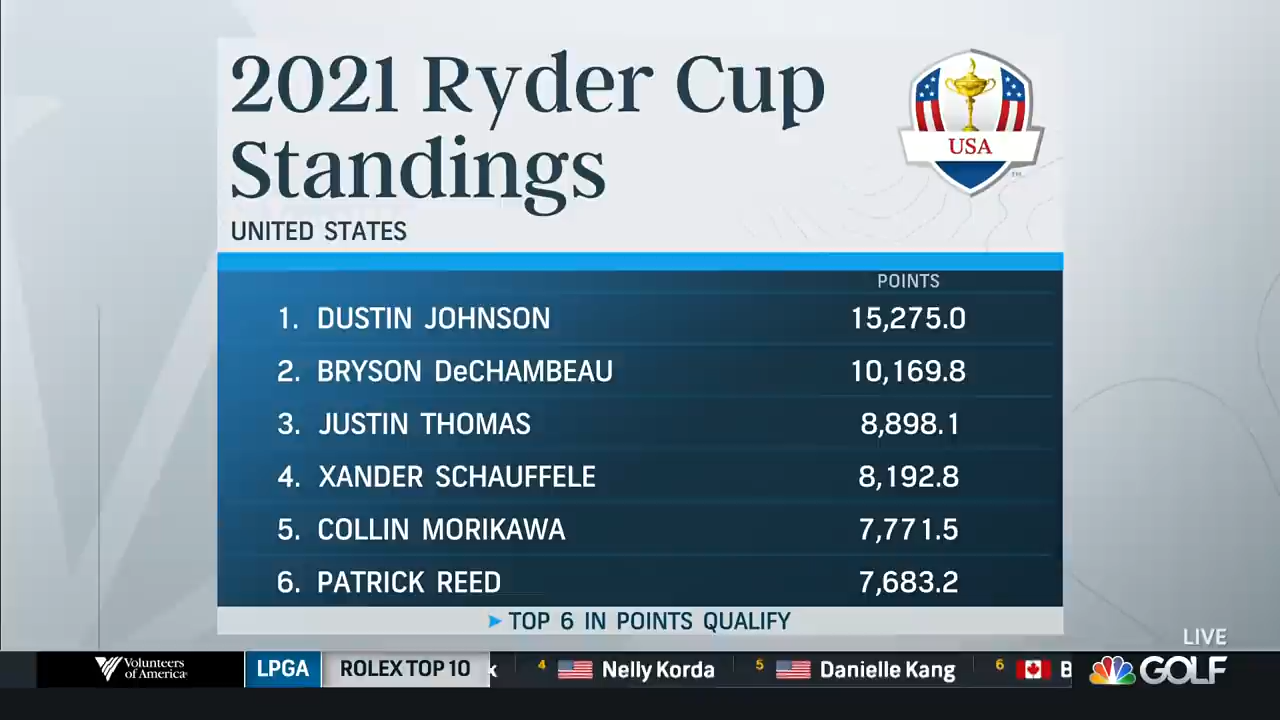 2021 Ryder Cup
Standings
UNITED STATES
USA
TM
POINTS
1. DUSTIN JOHNSON 15,275.0
2. BRYSON DeCHAMBEAU 10,169.8
3. JUSTIN THOMAS 8,898.1
4. XANDER SCHAUFFELE 8,192.8
5. COLLIN MORIKAWA 7,771.5
6. PATRICK REED 7,683.2
TOP 6 IN POINTS QUALIFY
LIVE
Volunteers
of America
LPGA ROLEX TOP 10 4 Nelly Korda 5 Danielle Kang 6 B GOLF